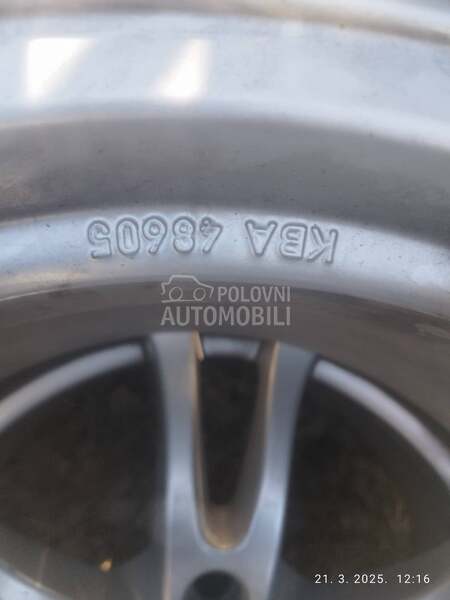 KBA 48605
POLOVNI
AUTOMOBILI
21. 3. 2025. 12:16